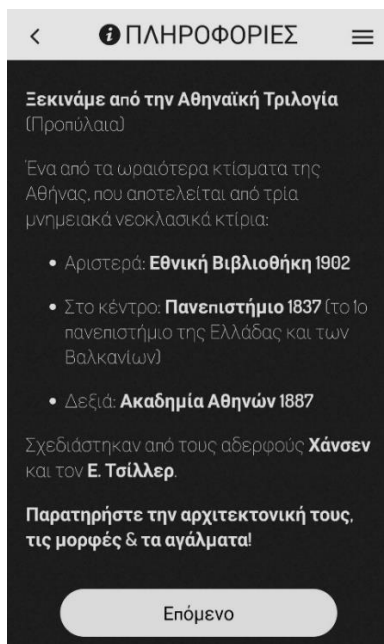 ΠΛΗΡΟΦΟΡΙΕΣ
Ξεκινάμε από την Αθηναϊκή Τριλογία
(Προπύλαια)
Ένα από τα ωραιότερα κτίσματα της
Αθήνας, που αποτελείται από τρία
μνημειακά νεοκλασικά κτίρια:
• Αριστερά: Εθνική Βιβλιοθήκη 1902
• Στο κέντρο: Πανεπιστήμιο 1837 (το 1ο
πανεπιστήμιο της Ελλάδας και των
Βαλκανίων)
• Δεξιά: Ακαδημία Αθηνών 1887
Σχεδιάστηκαν από τους αδερφούς Χάνσεν
και τον Ε. Τσίλλερ.
Παρατηρήστε την αρχιτεκτονική τους,
τις μορφές & τα αγάλματα!
Επόμενο